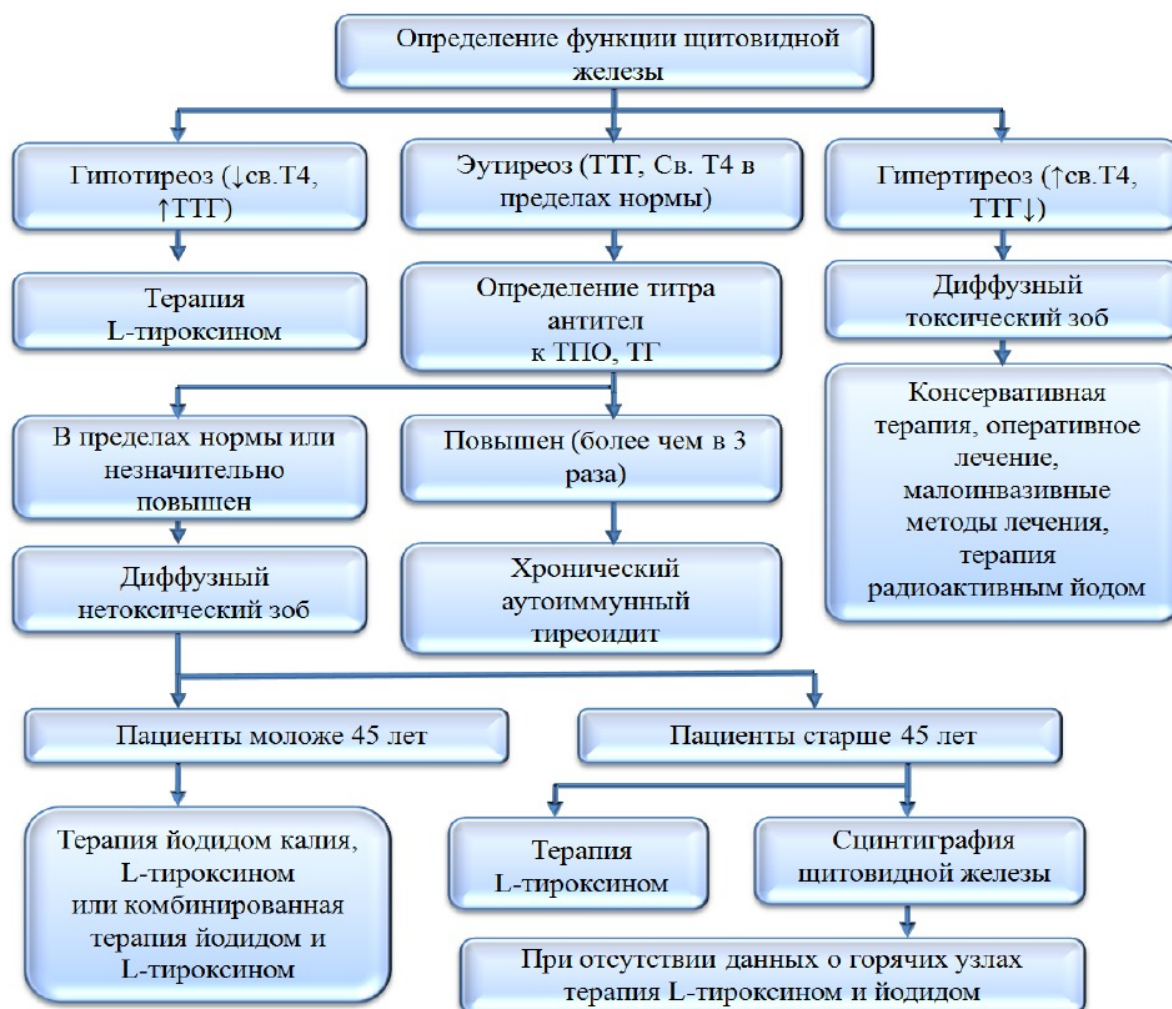 Определение функции щитовидной
железы
Гипотиреоз (↓св.Т4,
↑ТТГ)
Эутиреоз (ТТГ, Св. Т4 в
пределах нормы)
Гипертиреоз (↑св.Т4,
ТТГ↓)
Терапия
L-тироксином
Определение титра
антител
к ТПО, ТГ
Диффузный
токсический зоб
В пределах нормы или
незначительно
повышен
Повышен (более чем в 3
раза)
Консервативная
терапия, оперативное
лечение,
малоинвазивные
методы лечения,
терапия
радиоактивным йодом
Диффузный
нетоксический зоб
Хронический
аутоиммунный
тиреоидит
Пациенты моложе 45 лет
Пациенты старше 45 лет
Терапия йодидом калия,
L-тироксином
или комбинированная
терапия йодидом и
L-тироксином
Терапия
L-тироксином
Сцинтиграфия
щитовидной железы
При отсутствии данных о горячих узлах
терапия L-тироксином и йодидом